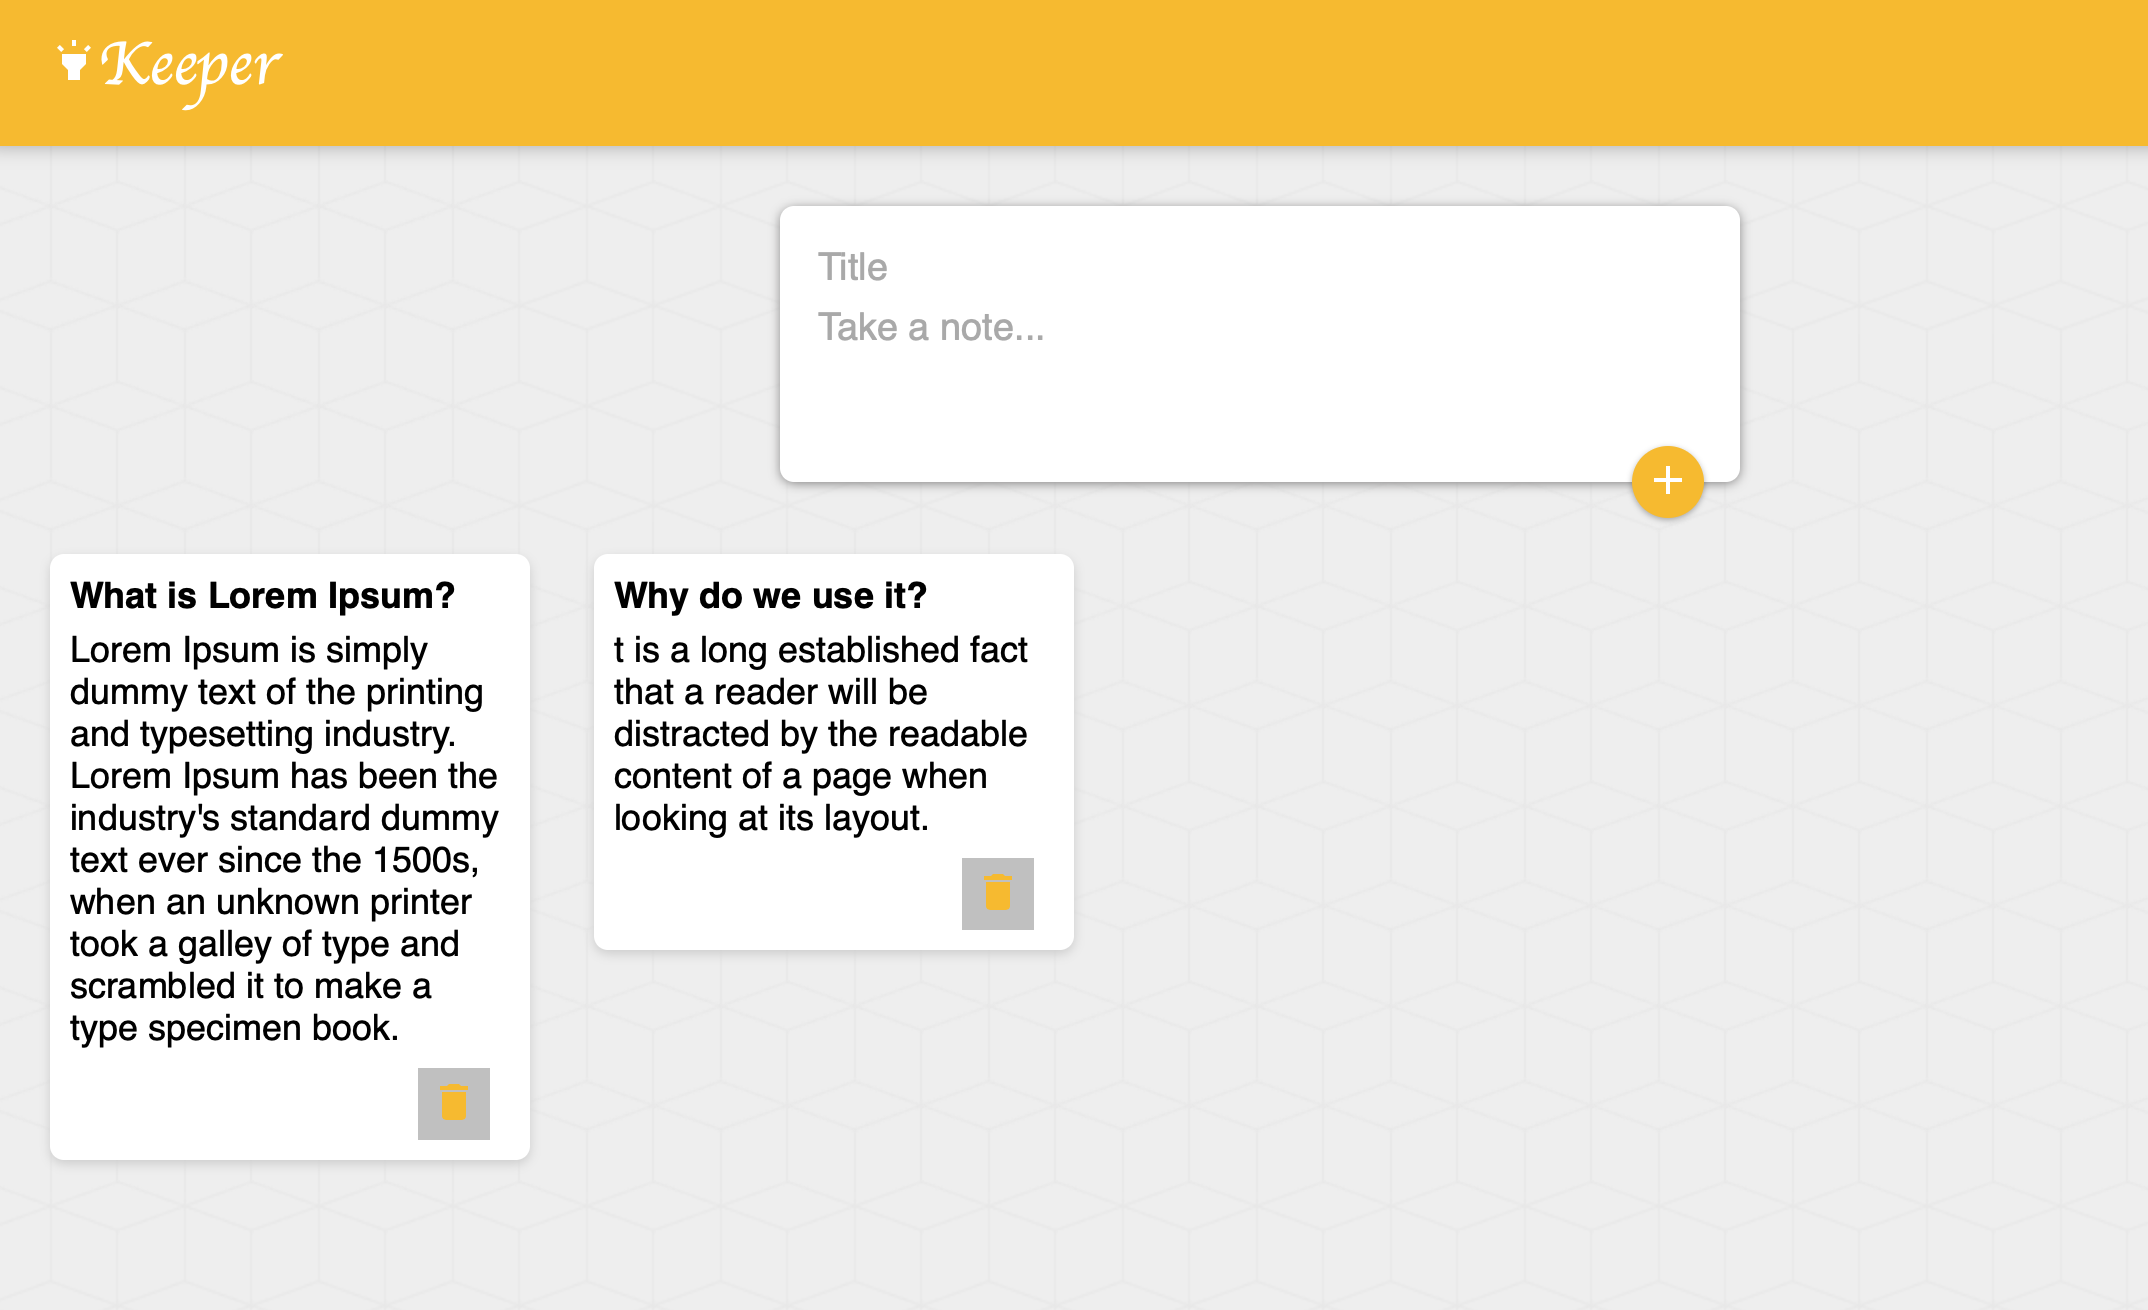 Keeper
Title
Take a note...
What is Lorem Ipsum?
Lorem Ipsum is simply
dummy text of the printing
and typesetting industry.
Lorem Ipsum has been the
industry's standard dummy
text ever since the 1500s,
when an unknown printer
took a galley of type and
scrambled it to make a
type specimen book.
Why do we use it?
t is a long established fact
that a reader will be
distracted by the readable
content of a page when
looking at its layout.